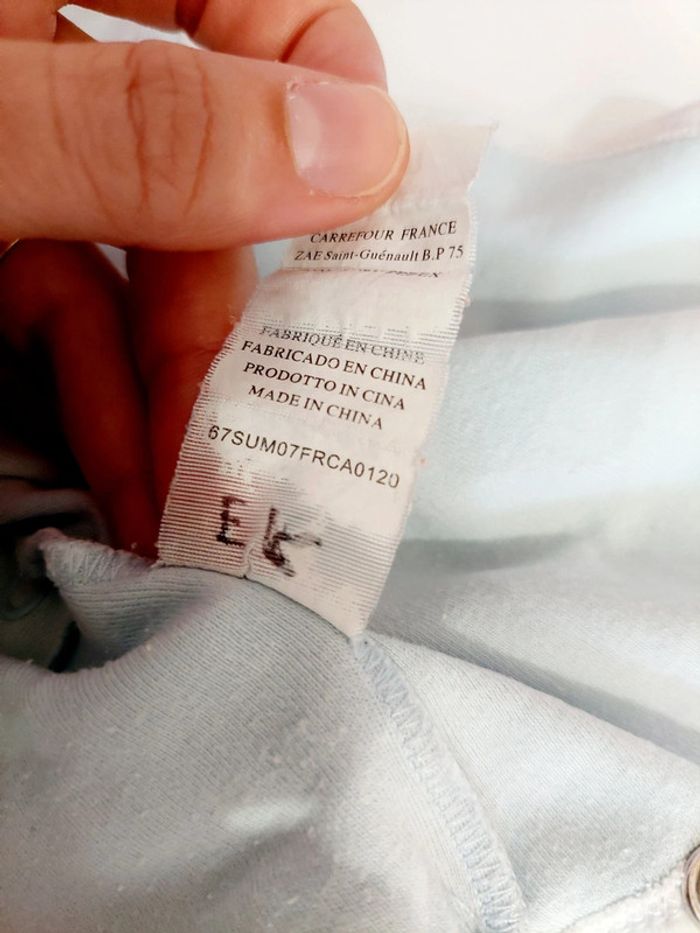 CARREFOUR FRANCE
ZAE Saint-Guénault B.P 75
FABRIQUÉ EN CHINE
FABRICADO EN CHINA
PRODOTTO IN CINA
MADE IN CHINA
67SUM07FRCA0120
E